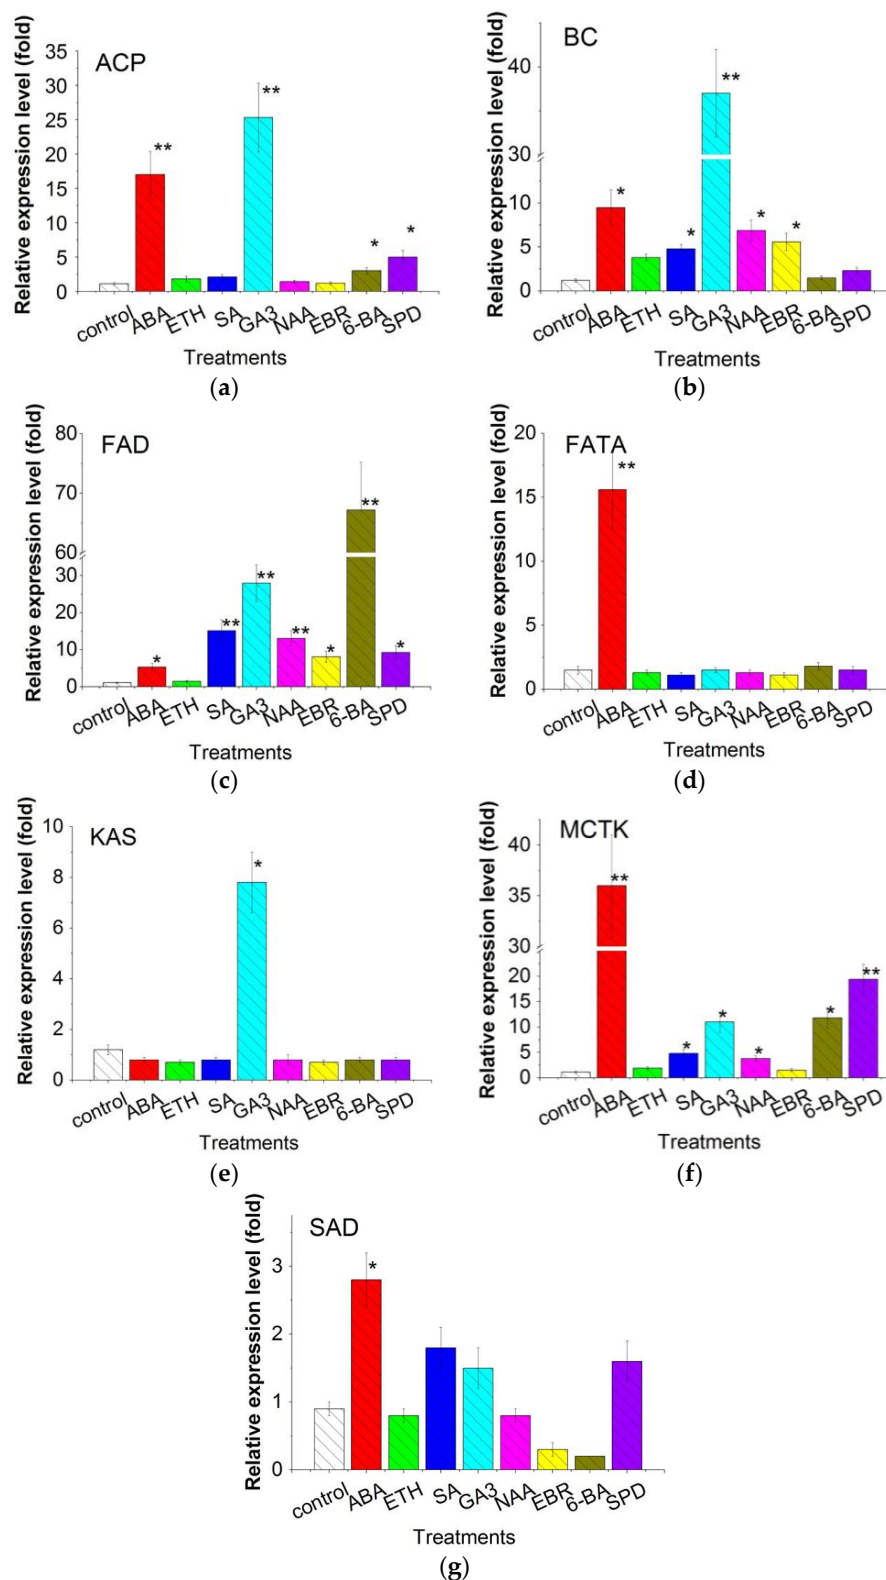 ACP
Relative expression level (fold)
35
30
25
20
15
10
5
0
** ** * *
control ABA ETH SA GA3 NAA EBR 6-BA SPD
Treatments
(a)
BC
Relative expression level (fold)
40
30
10
5
0
* * ** * *
control ABA ETH SA GA3 NAA EBR 6-BA SPD
Treatments
(b)
FAD
Relative expression level (fold)
80
70
60
30
20
10
0
* ** ** ** * ** *
control ABA ETH SA GA3 NAA EBR 6-BA SPD
Treatments
(c)
FATA
Relative expression level (fold)
20
15
10
5
0
**
control ABA ETH SA GA3 NAA EBR 6-BA SPD
Treatments
(d)
KAS
Relative expression level (fold)
10
8
6
4
2
0
*
control ABA ETH SA GA3 NAA EBR 6-BA SPD
Treatments
(e)
MCTK
Relative expression level (fold)
40
35
30
20
15
10
5
0
** * * * * **
control ABA ETH SA GA3 NAA EBR 6-BA SPD
Treatments
(f)
SAD
Relative expression level (fold)
3
2
1
0
*
control ABA ETH SA GA3 NAA EBR 6-BA SPD
Treatments
(g)